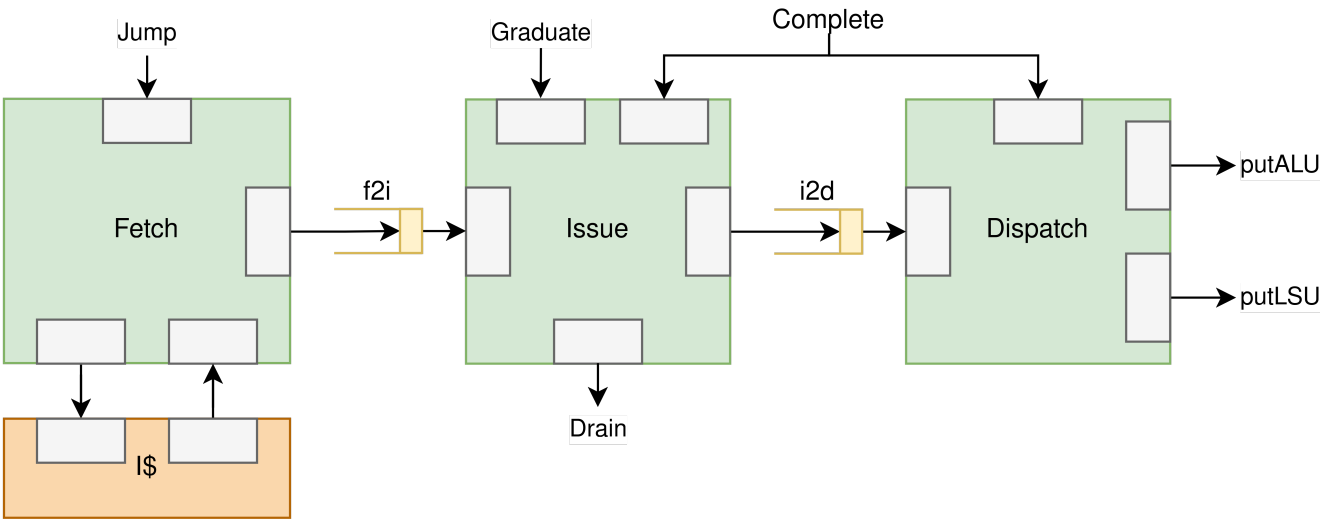 Jump
Graduate
Complete
f2i
i2d
putALU
Fetch
Issue
Dispatch
putLSU
Drain
I$